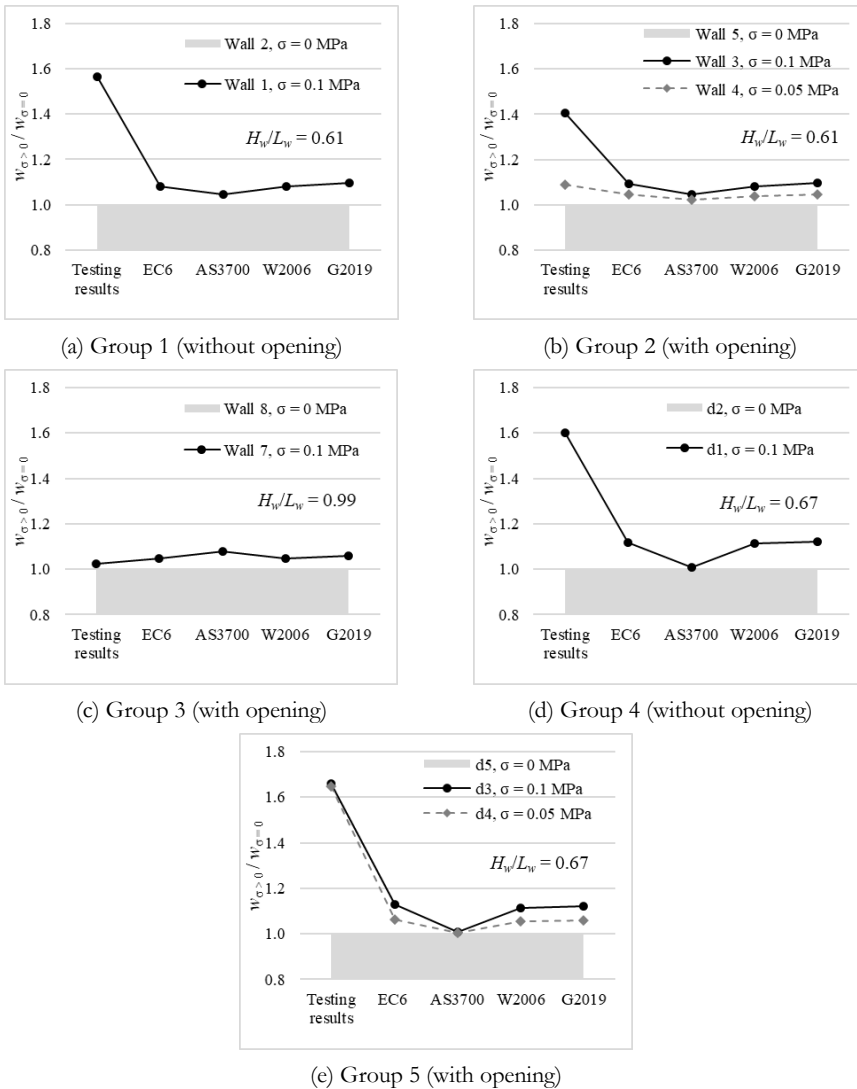 1.8
1.6
1.4
1.2
1.0
0.8
w σ > 0 / w σ = 0
Wall 2, σ = 0 MPa
Wall 1, σ = 0.1 MPa
Hw/Lw = 0.61
Testing results
EC6
AS3700
W2006
G2019
(a) Group 1 (without opening)
1.8
1.6
1.4
1.2
1.0
0.8
w σ > 0 / w σ = 0
Wall 5, σ = 0 MPa
Wall 3, σ = 0.1 MPa
Wall 4, σ = 0.05 MPa
Hw/Lw = 0.61
Testing results
EC6
AS3700
W2006
G2019
(b) Group 2 (with opening)
1.8
1.6
1.4
1.2
1.0
0.8
w σ > 0 / w σ = 0
Wall 8, σ = 0 MPa
Wall 7, σ = 0.1 MPa
Hw/Lw = 0.99
Testing results
EC6
AS3700
W2006
G2019
(c) Group 3 (with opening)
1.8
1.6
1.4
1.2
1.0
0.8
w σ > 0 / w σ = 0
d2, σ = 0 MPa
d1, σ = 0.1 MPa
Hw/Lw = 0.67
Testing results
EC6
AS3700
W2006
G2019
(d) Group 4 (without opening)
1.8
1.6
1.4
1.2
1.0
0.8
w σ > 0 / w σ = 0
d5, σ = 0 MPa
d3, σ = 0.1 MPa
d4, σ = 0.05 MPa
Hw/Lw = 0.67
Testing results
EC6
AS3700
W2006
G2019
(e) Group 5 (with opening)